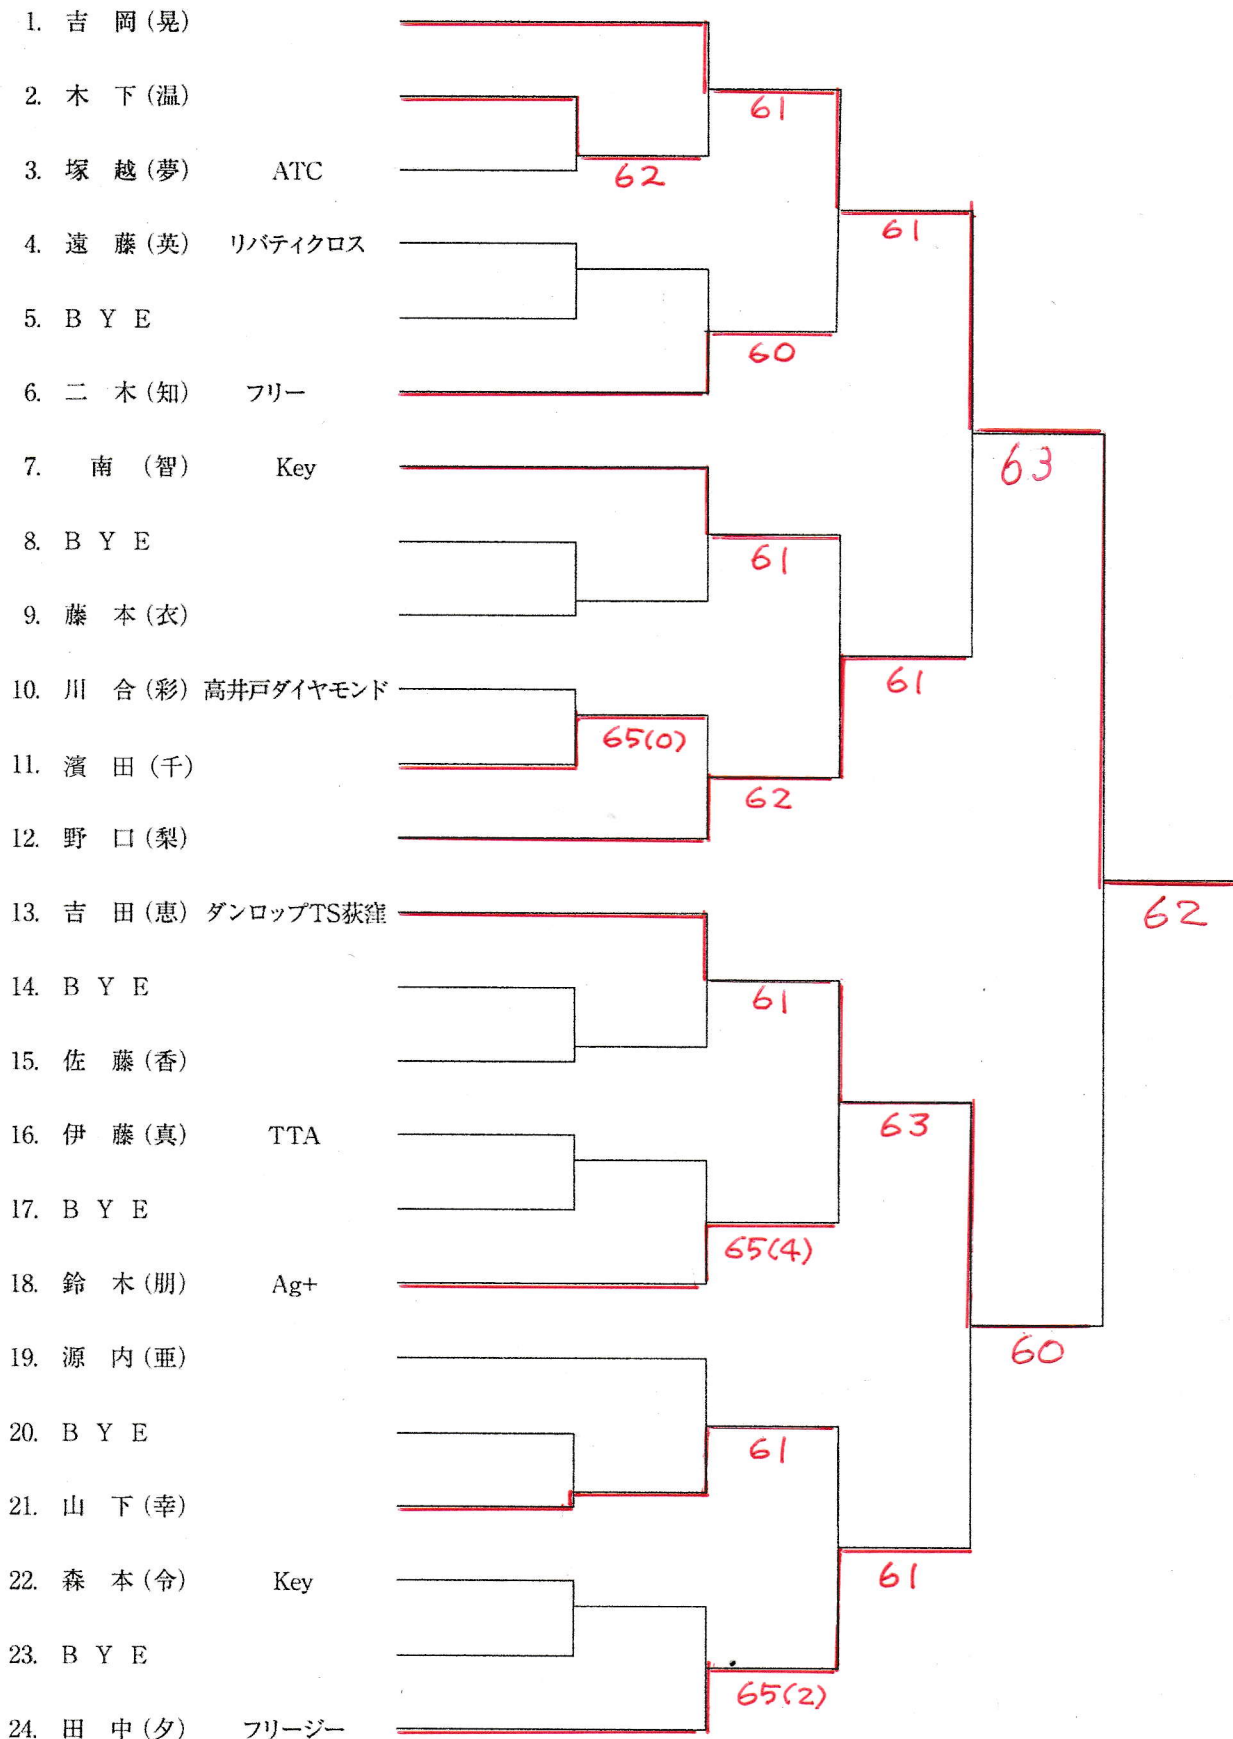 1. 吉 岡 (晃)
2. 木 下 (温)
61
3. 塚 越 (夢) ATC
62
4. 遠 藤 (英) リバティクロス
61
5. B Y E
60
6. 二 木 (知) フリー
7. 南 (智) Key
63
8. B Y E
61
9. 藤 本 (衣)
10. 川 合 (彩) 高井戸ダイヤモンド
61
11. 濱 田 (千)
65(0)
62
12. 野 口 (梨)
13. 吉 田 (恵) ダンロップTS荻窪
62
14. B Y E
61
15. 佐 藤 (香)
16. 伊 藤 (真) TTA
63
17. B Y E
65(4)
18. 鈴 木 (朋) Ag+
19. 源 内 (亜)
60
20. B Y E
61
21. 山 下 (幸)
22. 森 本 (令) Key
61
23. B Y E
65(2)
24. 田 中 (夕) フリージー